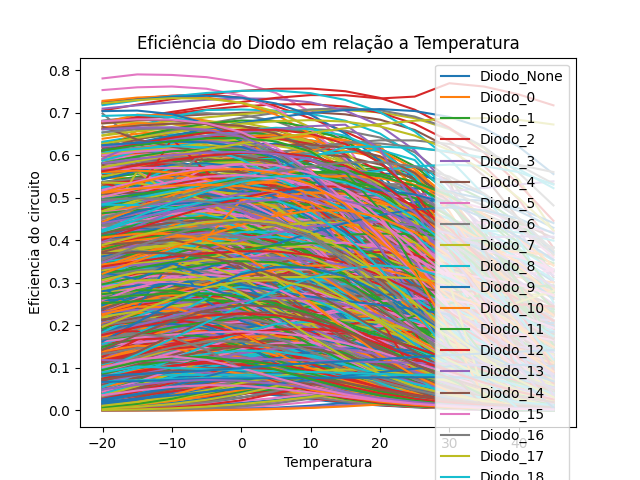 Eficiência do Diodo em relação a Temperatura
0.8
0.7
0.6
0.5
0.4
0.3
0.2
0.1
0.0
Eficiencia do circuito
−20
−10
0
10
20
30
40
Temperatura
Diodo_None
Diodo_0
Diodo_1
Diodo_2
Diodo_3
Diodo_4
Diodo_5
Diodo_6
Diodo_7
Diodo_8
Diodo_9
Diodo_10
Diodo_11
Diodo_12
Diodo_13
Diodo_14
Diodo_15
Diodo_16
Diodo_17
Diodo_18